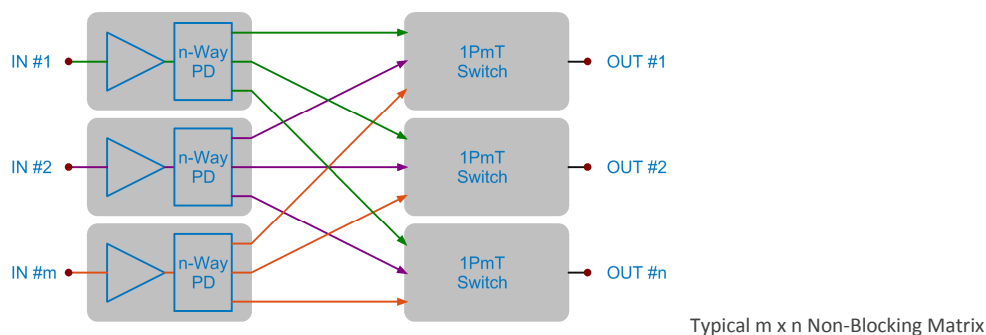 IN #1
n-Way
PD
1PmT
Switch
OUT #1
IN #2
n-Way
PD
1PmT
Switch
OUT #2
IN #m
n-Way
PD
1PmT
Switch
OUT #n
Typical m x n Non-Blocking Matrix